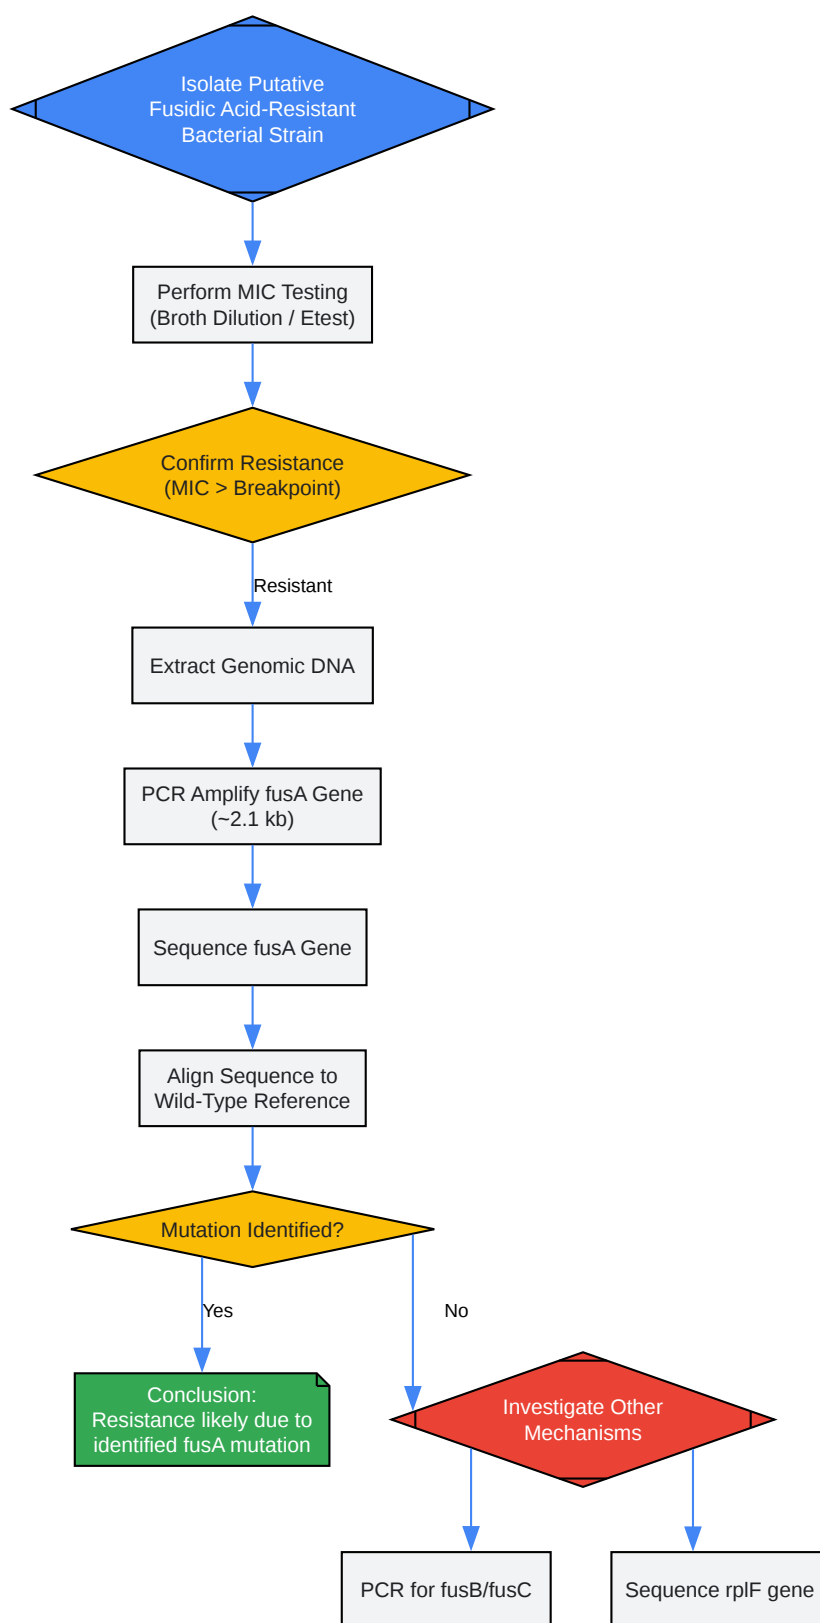 Isolate Putative
Fusidic Acid-Resistant
Bacterial Strain
Perform MIC Testing
(Broth Dilution / Etest)
Confirm Resistance
(MIC > Breakpoint)
Resistant
Extract Genomic DNA
PCR Amplify fusA Gene
(~2.1 kb)
Sequence fusA Gene
Align Sequence to
Wild-Type Reference
Mutation Identified?
Yes
No
Conclusion:
Resistance likely due to
identified fusA mutation
Investigate Other
Mechanisms
PCR for fusB/fusC
Sequence rplF gene